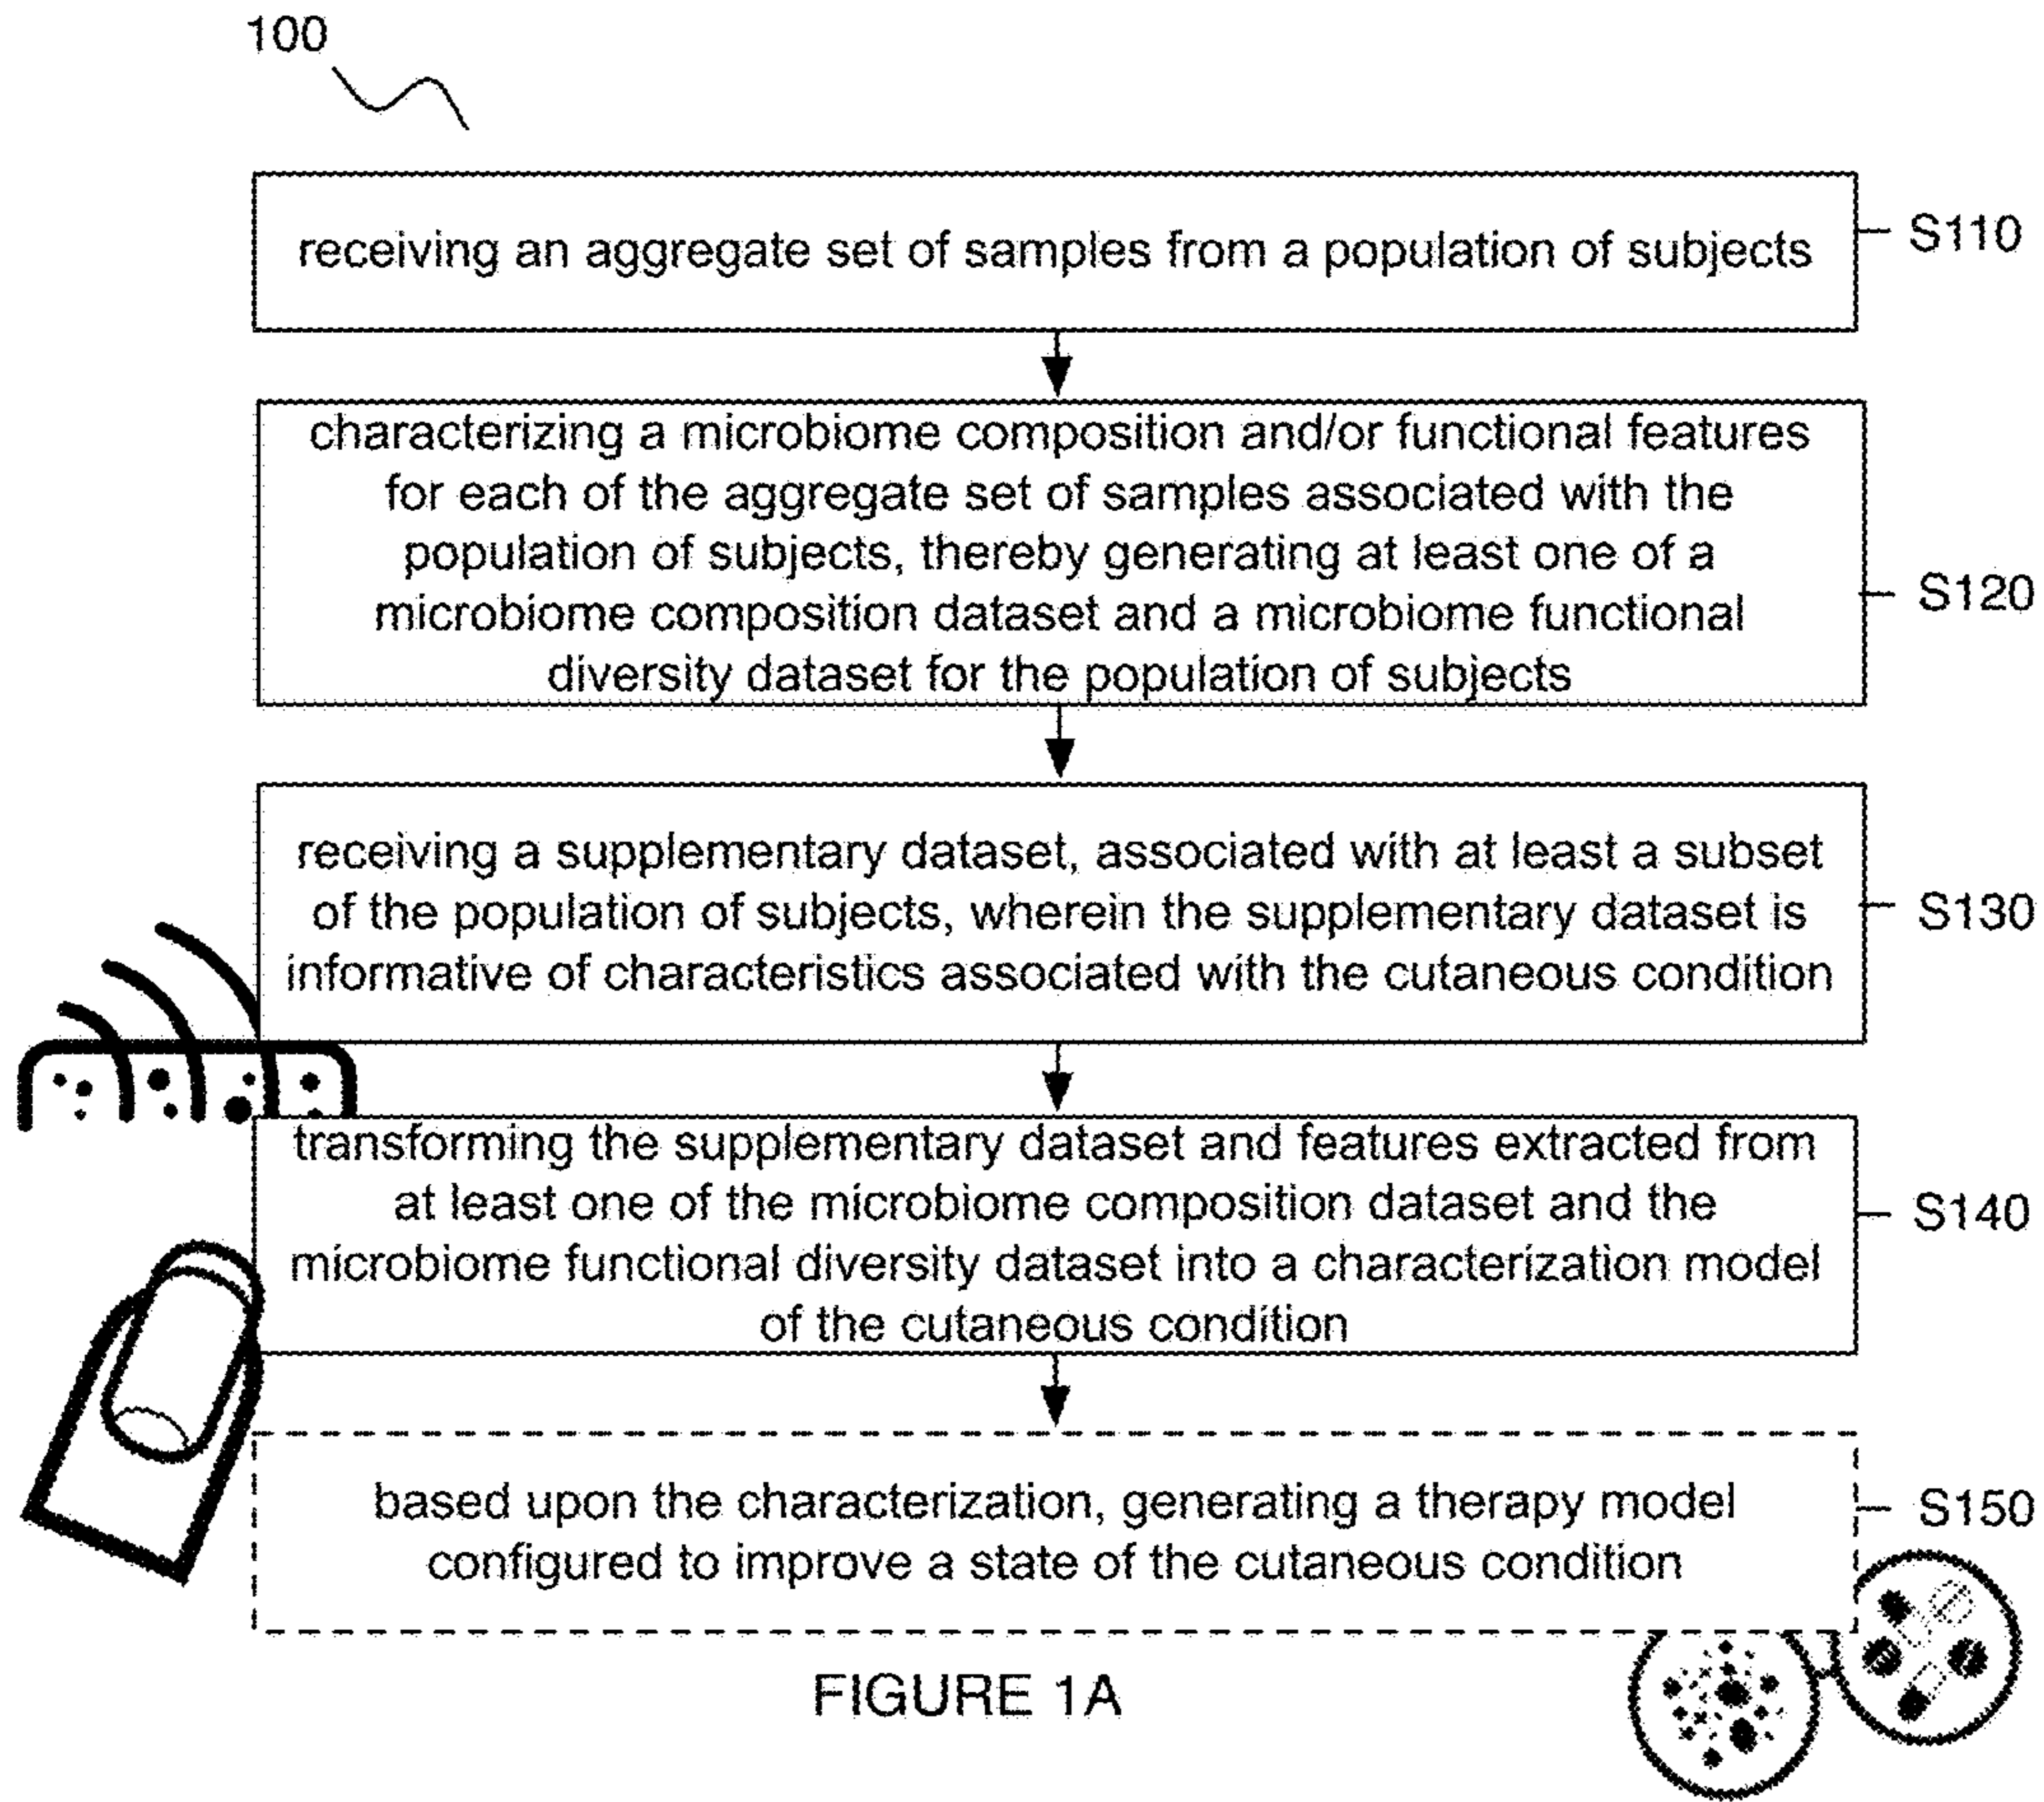 100
receiving an aggregate set of samples from a population of subjects
S110
characterizing a microbiome composition and/or functional features
for each of the aggregate set of samples associated with the
population of subjects, thereby generating at least one of a
microbiome composition dataset and a microbiome functional
diversity dataset for the population of subjects
S120
receiving a supplementary dataset, associated with at least a subset
of the population of subjects, wherein the supplementary dataset is
informative of characteristics associated with the cutaneous condition
S130
transforming the supplementary dataset and features extracted from
at least one of the microbiome composition dataset and the
microbiome functional diversity dataset into a characterization model
of the cutaneous condition
S140
based upon the characterization, generating a therapy model
configured to improve a state of the cutaneous condition
S150
FIGURE 1A